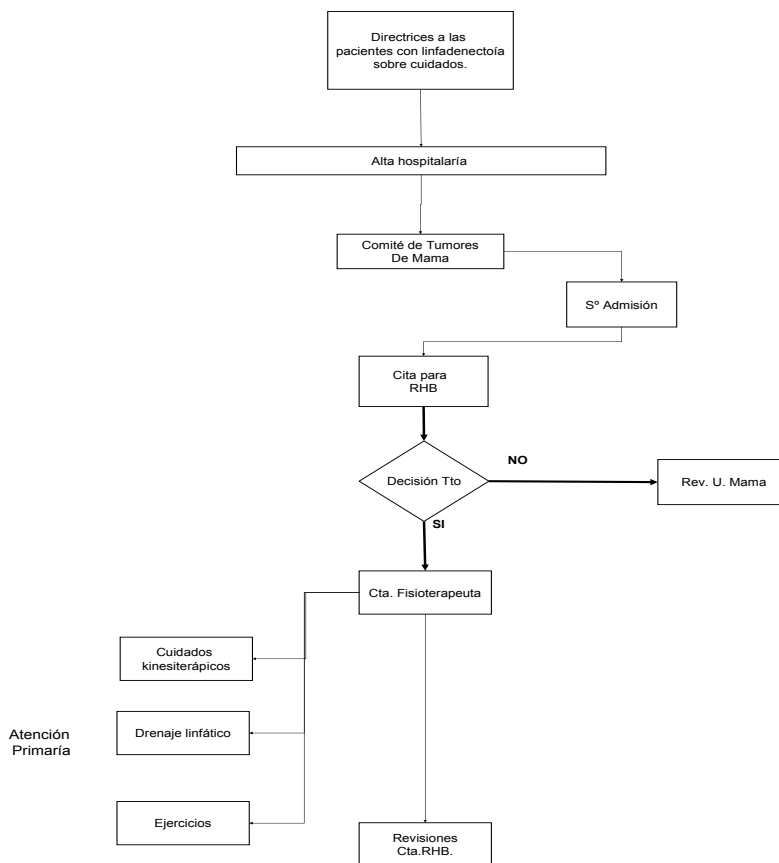 Directrices a las
pacientes con linfadenectoía
sobre cuidados.
Alta hospitalaría
Comité de Tumores
De Mama
Sº Admisión
Cita para
RHB
Decisión Tto
NO
Rev. U. Mama
SI
Cta. Fisioterapeuta
Cuidados
kinesiterápicos
Atención
Primaría
Drenaje linfático
Ejercicios
Revisiones
Cta.RHB.